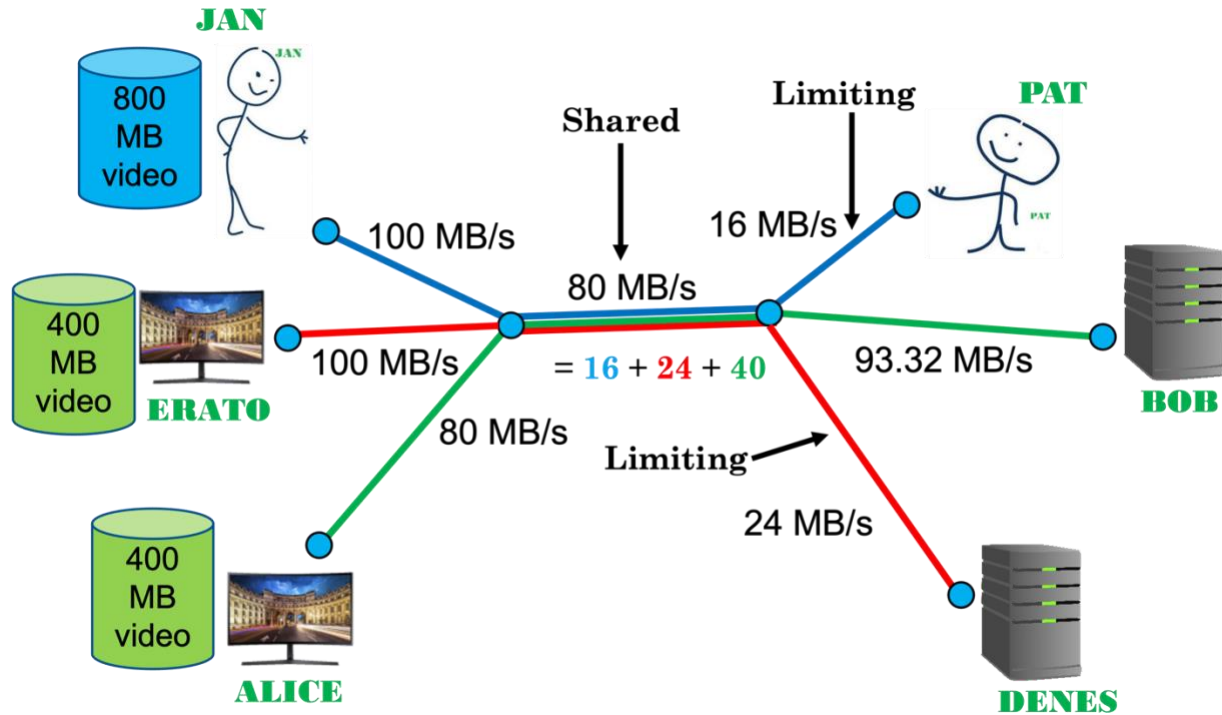 JAN
JAN
800
MB
video
Limiting
PAT
Shared
PAT
100 MB/s
16 MB/s
80 MB/s
400
MB
video
100 MB/s
= 16 + 24 + 40
93.32 MB/s
ERATO
BOB
80 MB/s
Limiting
24 MB/s
400
MB
video
ALICE
DENES